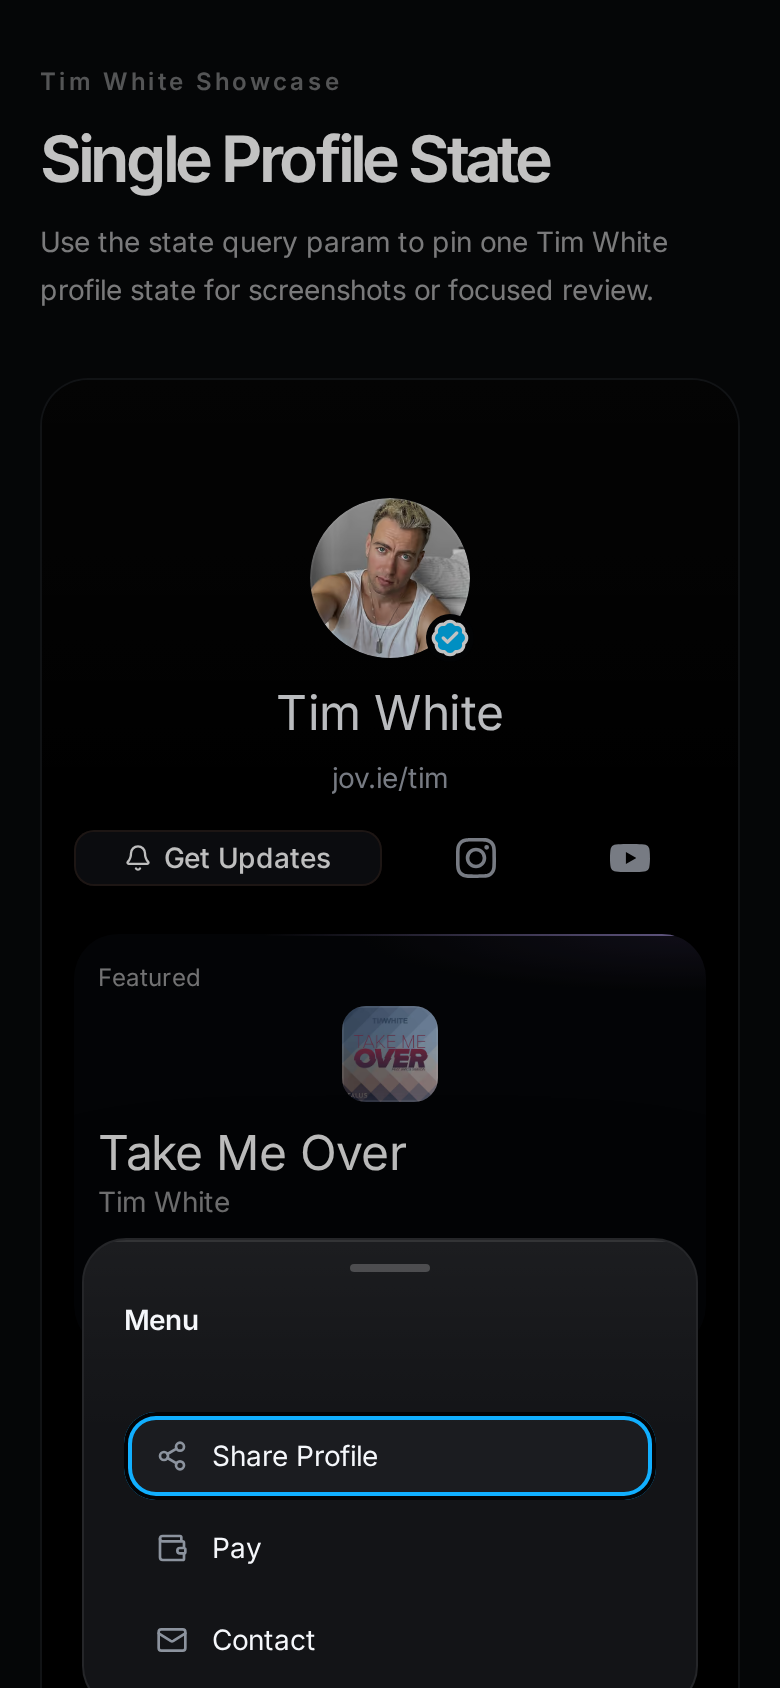 Tim White Showcase
Single Profile State
Use the state query param to pin one Tim White
profile state for screenshots or focused review.
Tim White
jov.ie/tim
Get Updates
Featured
TIM WHITE
TAKE ME
OVER
Take Me Over
Tim White
Menu
Share Profile
Pay
Contact